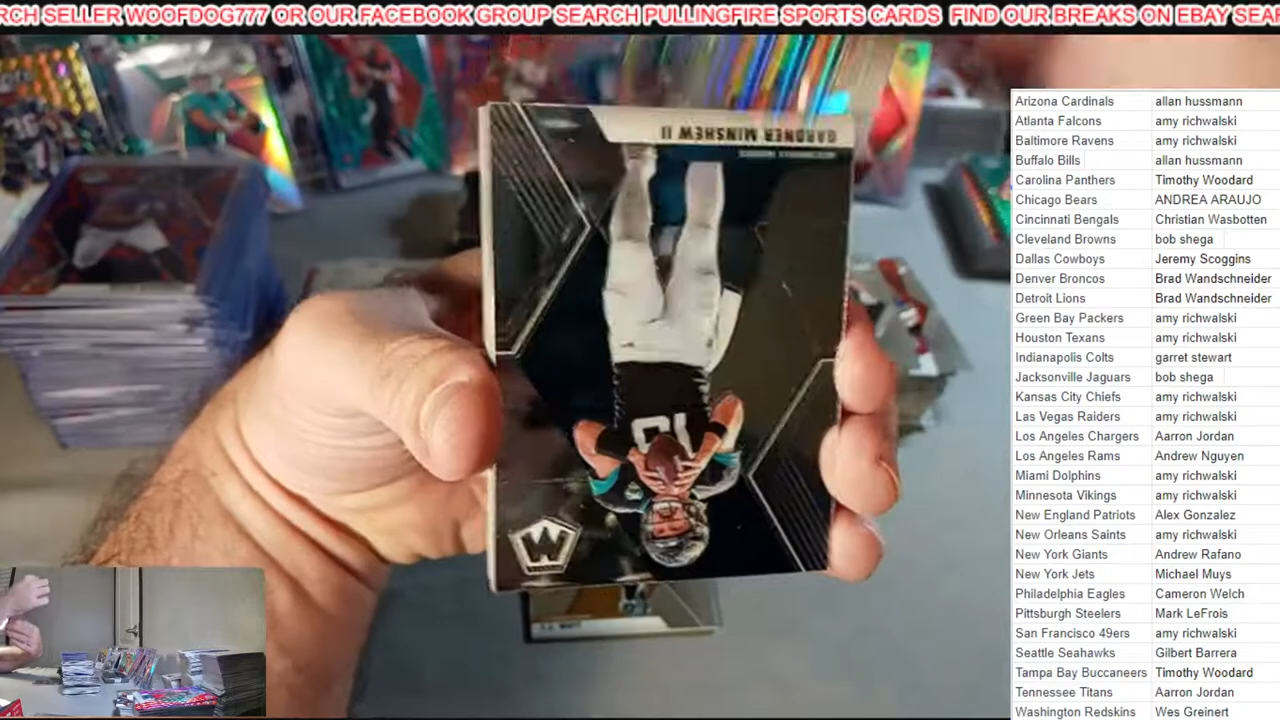 RCH SELLER WOOFDOG777 OR OUR FACEBOOK GROUP SEARCH PULLINGFIRE SPORTS CARDS FIND OUR BREAKS ON EBAY SEAR
GARDNER MINSHEW II
15
Arizona Cardinals allan hussmann
Atlanta Falcons amy richwalski
Baltimore Ravens amy richwalski
Buffalo Bills allan hussmann
Carolina Panthers Timothy Woodard
Chicago Bears ANDREA ARAUJO
Cincinnati Bengals Christian Wasbotten
Cleveland Browns bob shega
Dallas Cowboys Jeremy Scoggins
Denver Broncos Brad Wandschneider
Detroit Lions Brad Wandschneider
Green Bay Packers amy richwalski
Houston Texans amy richwalski
Indianapolis Colts garret stewart
Jacksonville Jaguars bob shega
Kansas City Chiefs amy richwalski
Las Vegas Raiders amy richwalski
Los Angeles Chargers Aarron Jordan
Los Angeles Rams Andrew Nguyen
Miami Dolphins amy richwalski
Minnesota Vikings amy richwalski
New England Patriots Alex Gonzalez
New Orleans Saints amy richwalski
New York Giants Andrew Rafano
New York Jets Michael Muys
Philadelphia Eagles Cameron Welch
Pittsburgh Steelers Mark LeFrois
San Francisco 49ers amy richwalski
Seattle Seahawks Gilbert Barrera
Tampa Bay Buccaneers Timothy Woodard
Tennessee Titans Aarron Jordan
Washington Redskins Wes Greinert